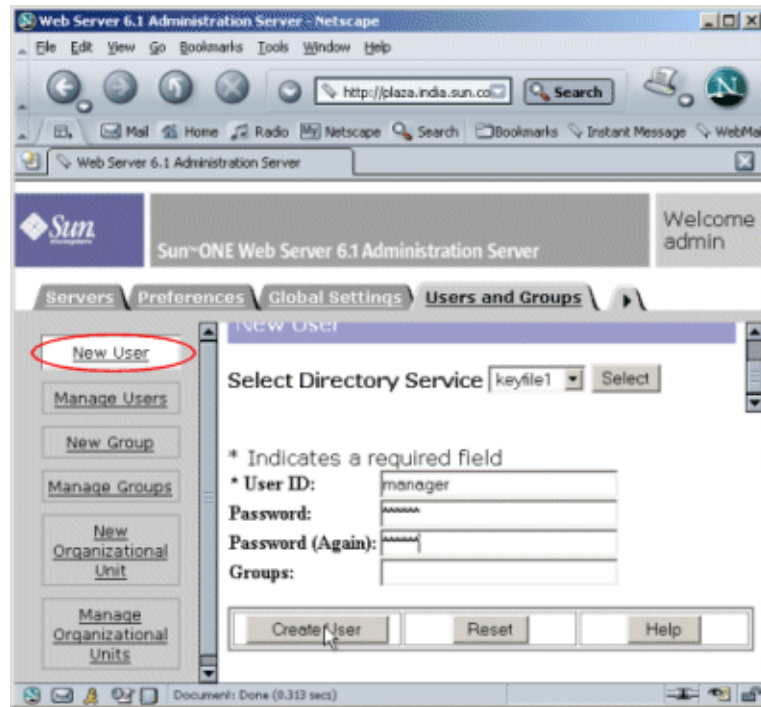 Web Server 6.1 Administration Server - Netscape
File Edit View Go Bookmarks Tools Window Help
http://plaza.india.sun.co Search
Mail Home Radio My Netscape Search Bookmarks Instant Message WebMai
Web Server 6.1 Administration Server
Sun
Sun ONE Web Server 6.1 Administration Server
Welcome
admin
Servers Preferences Global Settings Users and Groups
New User
Manage Users
New Group
Manage Groups
New
Organizational
Unit
Manage
Organizational
Units
New User
Select Directory Service keyfile1 Select
* Indicates a required field
* User ID: manager
Password: ******
Password (Again): ******
Groups:
Create User Reset Help
Document: Done (0.313 secs)